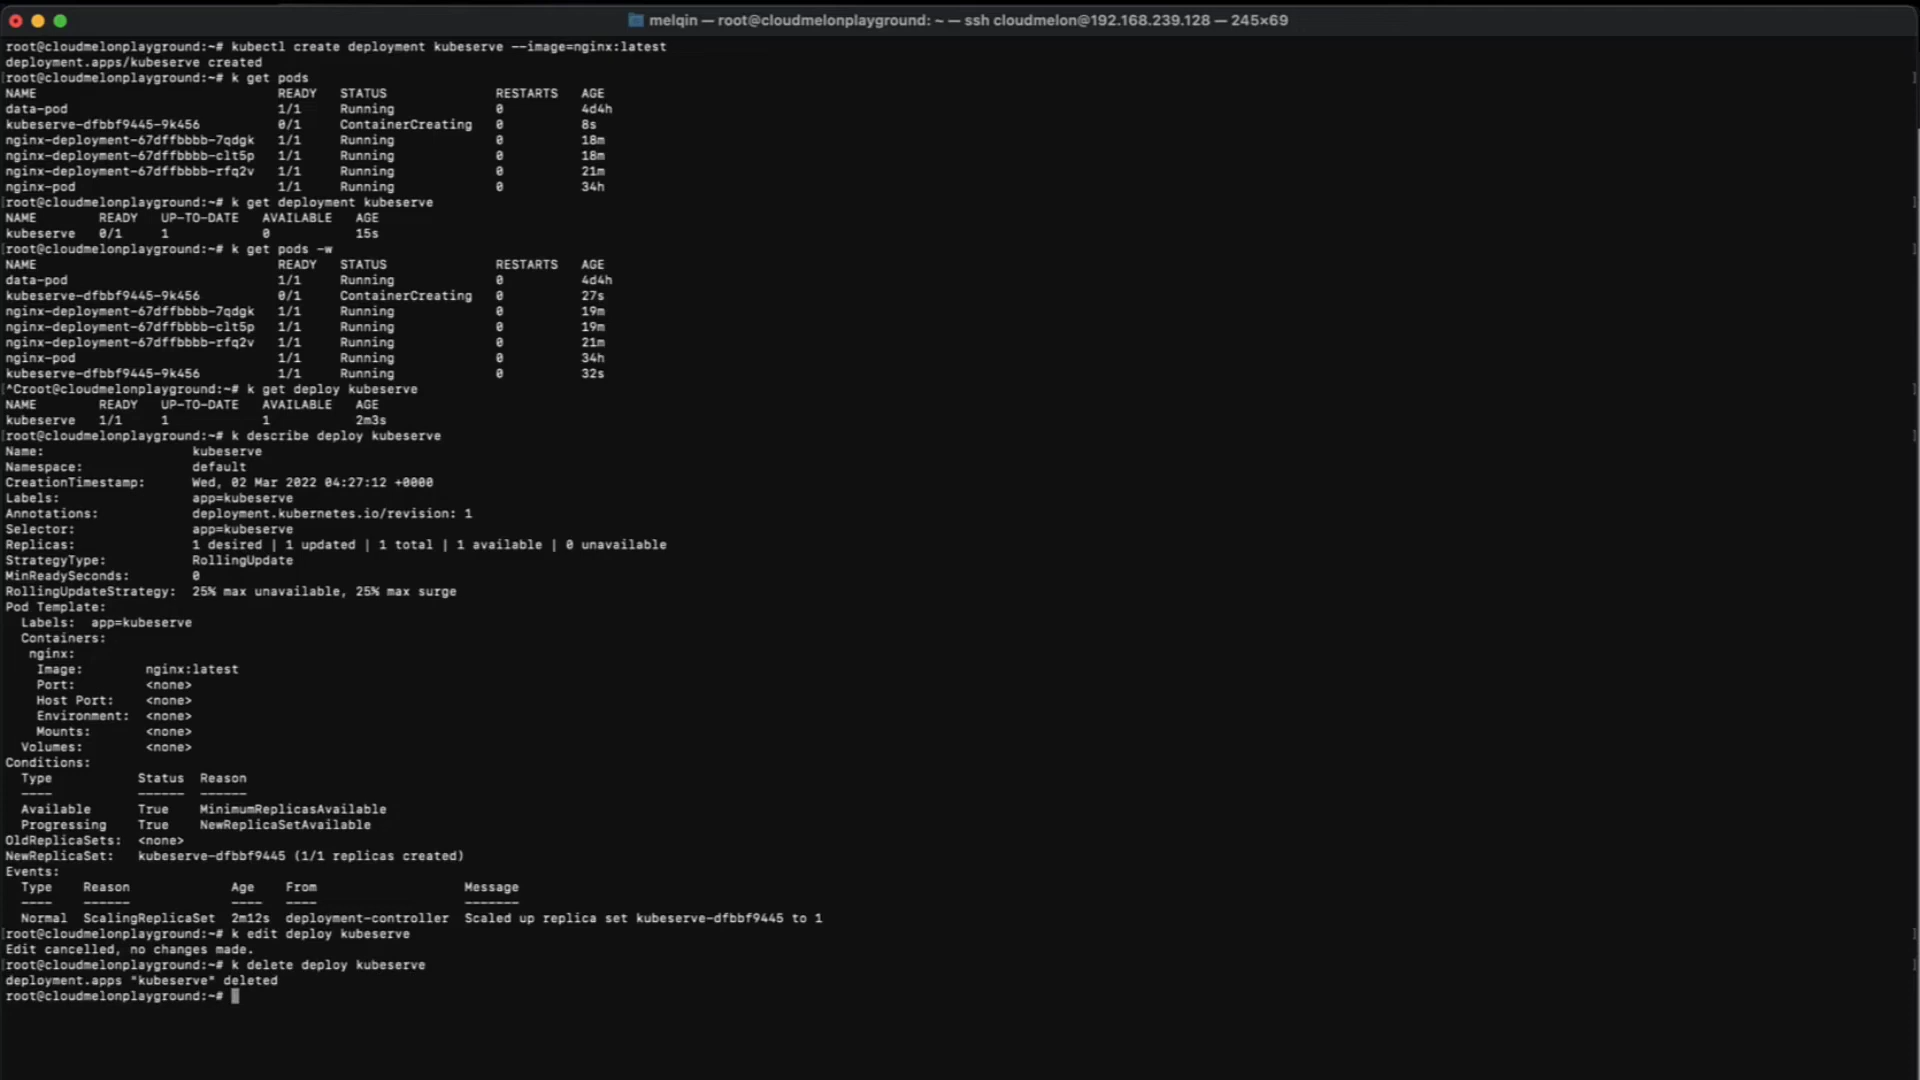 melqin — root@cloudmelonplayground: ~ — ssh cloudmelon@192.168.239.128 — 245×69
root@cloudmelonplayground:~# kubectl create deployment kubeserve --image=nginx:latest
deployment.apps/kubeserve created
[root@cloudmelonplayground:~# k get pods ]
NAME READY STATUS RESTARTS AGE
data-pod 1/1 Running 0 4d4h
kubeserve-dfbbf9445-9k456 0/1 ContainerCreating 0 8s
nginx-deployment-67dffbbbb-7qdgk 1/1 Running 0 18m
nginx-deployment-67dffbbbb-clt5p 1/1 Running 0 18m
nginx-deployment-67dffbbbb-rfq2v 1/1 Running 0 21m
nginx-pod 1/1 Running 0 34h
[root@cloudmelonplayground:~# k get deployment kubeserve ]
NAME READY UP-TO-DATE AVAILABLE AGE
kubeserve 0/1 1 0 15s
[root@cloudmelonplayground:~# k get pods -w ]
NAME READY STATUS RESTARTS AGE
data-pod 1/1 Running 0 4d4h
kubeserve-dfbbf9445-9k456 0/1 ContainerCreating 0 27s
nginx-deployment-67dffbbbb-7qdgk 1/1 Running 0 19m
nginx-deployment-67dffbbbb-clt5p 1/1 Running 0 19m
nginx-deployment-67dffbbbb-rfq2v 1/1 Running 0 21m
nginx-pod 1/1 Running 0 34h
kubeserve-dfbbf9445-9k456 1/1 Running 0 32s
[^Croot@cloudmelonplayground:~# k get deploy kubeserve ]
NAME READY UP-TO-DATE AVAILABLE AGE
kubeserve 1/1 1 1 2m3s
[root@cloudmelonplayground:~# k describe deploy kubeserve ]
Name: kubeserve
Namespace: default
CreationTimestamp: Wed, 02 Mar 2022 04:27:12 +0000
Labels: app=kubeserve
Annotations: deployment.kubernetes.io/revision: 1
Selector: app=kubeserve
Replicas: 1 desired | 1 updated | 1 total | 1 available | 0 unavailable
StrategyType: RollingUpdate
MinReadySeconds: 0
RollingUpdateStrategy: 25% max unavailable, 25% max surge
Pod Template:
Labels: app=kubeserve
Containers:
nginx:
Image: nginx:latest
Port: <none>
Host Port: <none>
Environment: <none>
Mounts: <none>
Volumes: <none>
Conditions:
Type Status Reason
---- ------ ------
Available True MinimumReplicasAvailable
Progressing True NewReplicaSetAvailable
OldReplicaSets: <none>
NewReplicaSet: kubeserve-dfbbf9445 (1/1 replicas created)
Events:
Type Reason Age From Message
---- ------ ---- ---- -------
Normal ScalingReplicaSet 2m12s deployment-controller Scaled up replica set kubeserve-dfbbf9445 to 1
[root@cloudmelonplayground:~# k edit deploy kubeserve ]
Edit cancelled, no changes made.
[root@cloudmelonplayground:~# k delete deploy kubeserve ]
deployment.apps "kubeserve" deleted
root@cloudmelonplayground:~#